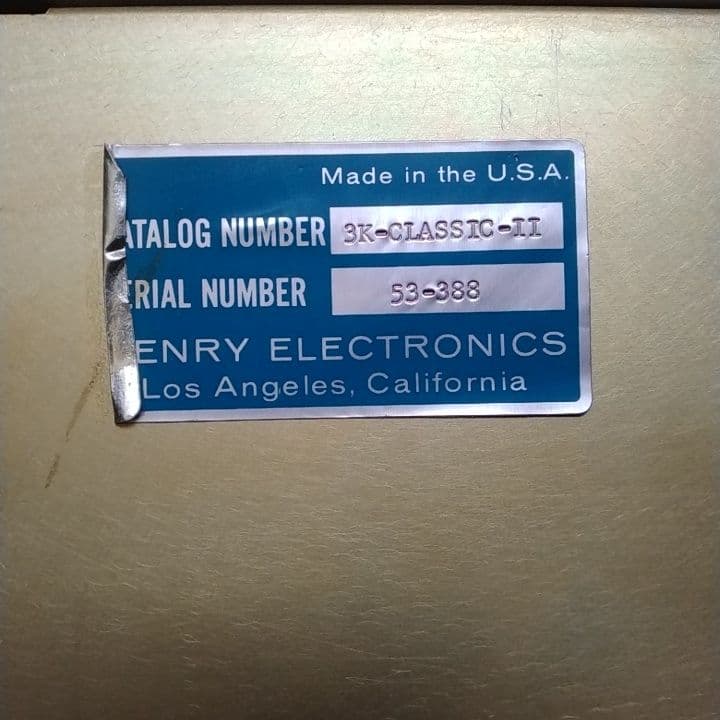 Made in the U.S.A.
ATALOG NUMBER 3K-CLASSIC-II
ERIAL NUMBER 53-388
ENRY ELECTRONICS
Los Angeles, California